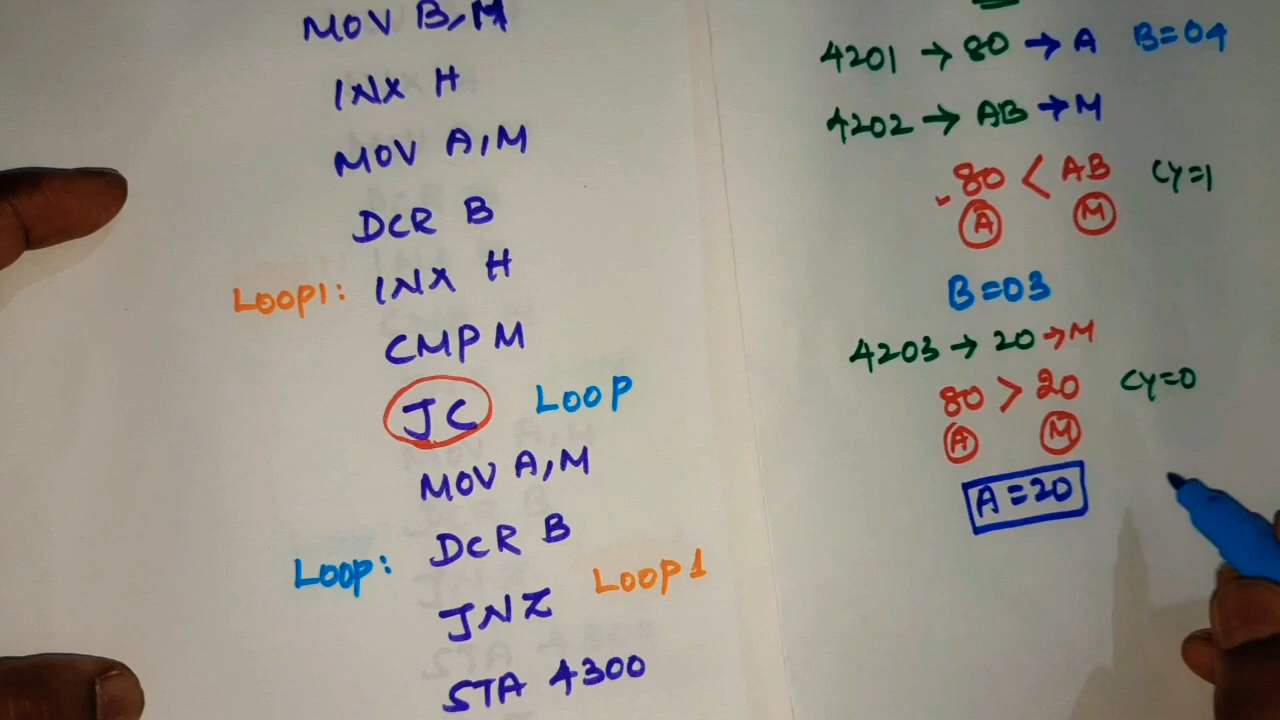 MOV B,M
INX H
MOV A,M
DCR B
LOOP1: INX H
CMP M
JC LOOP
MOV A,M
LOOP: DCR B
JNZ LOOP1
STA 4300
4201 → 80 → A B=04
4202 → AB → M
80 < AB CY=1
A M
B=03
4203 → 20 → M
80 > 20 CY=0
A M
A=20